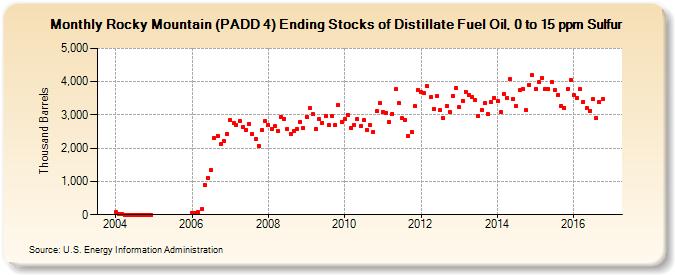 Monthly Rocky Mountain (PADD 4) Ending Stocks of Distillate Fuel Oil, 0 to 15 ppm Sulfur
Thousand Barrels
5,000
4,000
3,000
2,000
1,000
0
2004 2006 2008 2010 2012 2014 2016
Source: U.S. Energy Information Administration